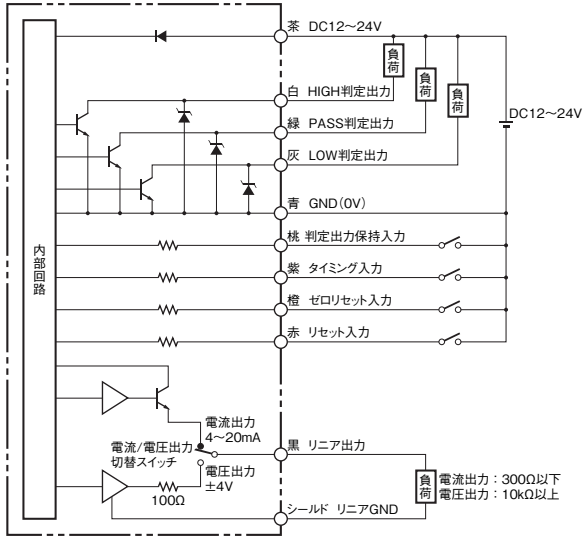 茶 DC12～24V
負荷
負荷
負荷
DC12～24V
白 HIGH判定出力
緑 PASS判定出力
灰 LOW判定出力
青 GND(0V)
桃 判定出力保持入力
紫 タイミング入力
橙 ゼロリセット入力
赤 リセット入力
内部回路
電流出力
4～20mA
電流/電圧出力
切替スイッチ
電圧出力
±4V
100Ω
黒 リニア出力
負荷
電流出力：300Ω以下
電圧出力：10kΩ以上
シールド リニアGND